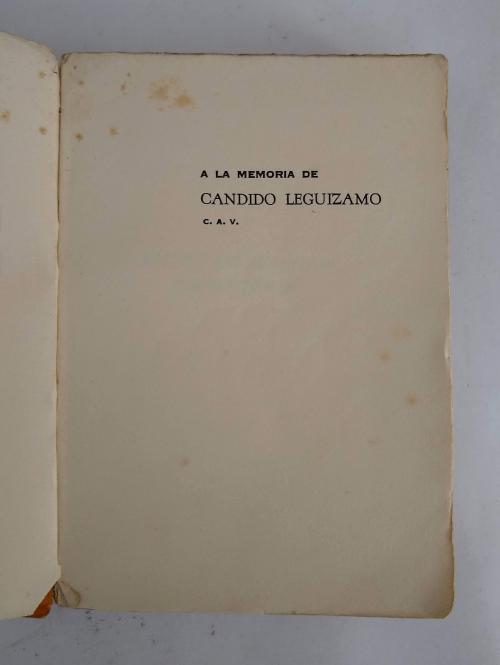 A LA MEMORIA DE
CANDIDO LEGUIZAMO
C. A. V.